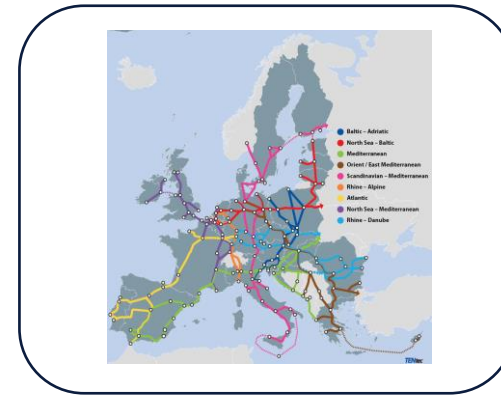 Baltic – Adriatic
North Sea – Baltic
Mediterranean
Orient / East Mediterranean
Scandinavian – Mediterranean
Rhine – Alpine
Atlantic
North Sea – Mediterranean
Rhine – Danube
TENtec